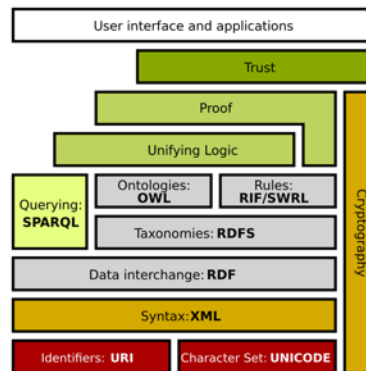 User interface and applications
Trust
Proof
Unifying Logic
Querying:
SPARQL
Ontologies:
OWL
Rules:
RIF/SWRL
Taxonomies: RDFS
Data interchange: RDF
Syntax:XML
Identifiers: URI
Character Set: UNICODE
Cryptography